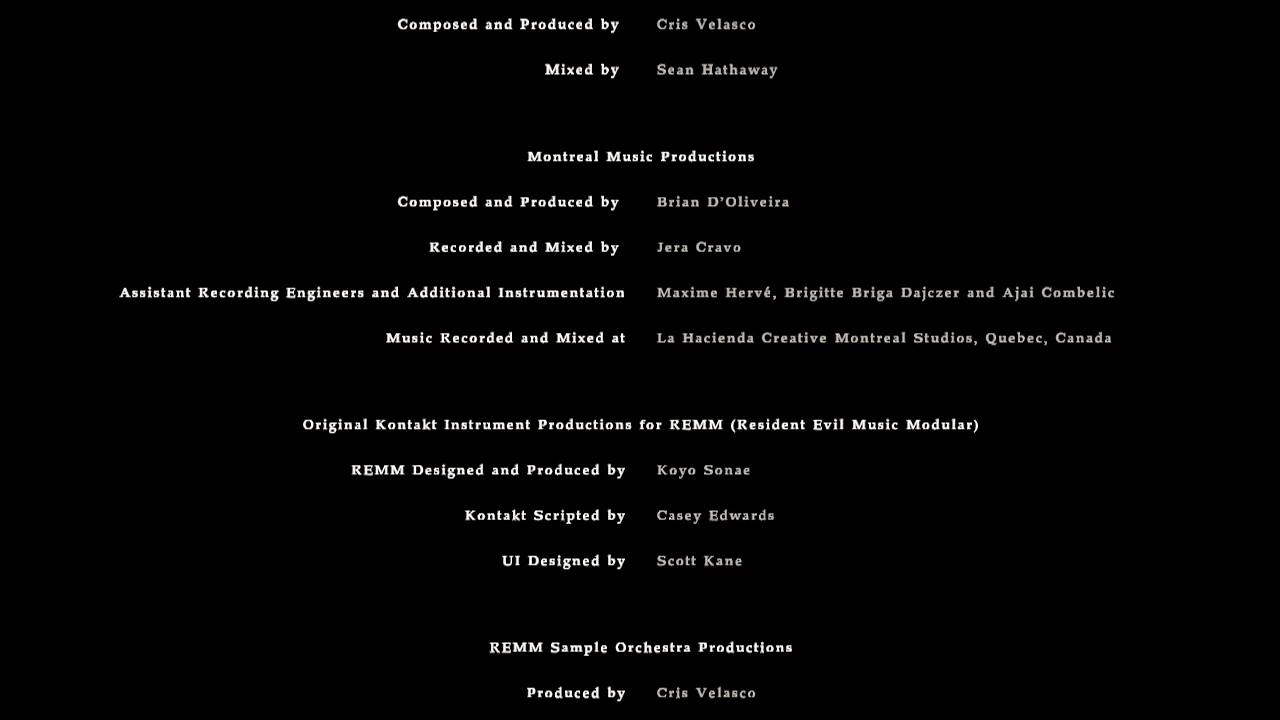 Composed and Produced by Cris Velasco
Mixed by Sean Hathaway
Montreal Music Productions
Composed and Produced by Brian D’Oliveira
Recorded and Mixed by Jera Cravo
Assistant Recording Engineers and Additional Instrumentation Maxime Hervé, Brigitte Briga Dajczer and Ajai Combelic
Music Recorded and Mixed at La Hacienda Creative Montreal Studios, Quebec, Canada
Original Kontakt Instrument Productions for REMM (Resident Evil Music Modular)
REMM Designed and Produced by Koyo Sonae
Kontakt Scripted by Casey Edwards
UI Designed by Scott Kane
REMM Sample Orchestra Productions
Produced by Cris Velasco